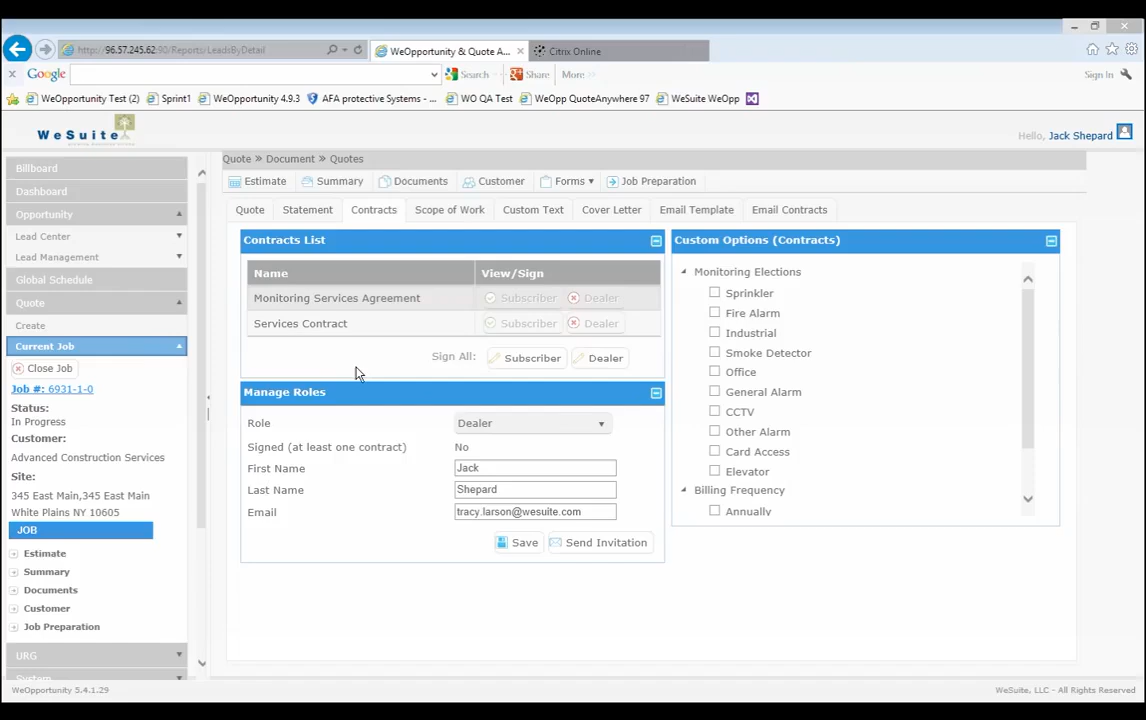 http://96.57.245.62:90/Reports/LeadsByDetail
WeOpportunity & Quote A...
Citrix Online
Google
Search
Share
More
Sign In
WeOpportunity Test (2)
Sprint1
WeOpportunity 4.9.3
AFA protective Systems - ...
WO QA Test
WeOpp QuoteAnywhere 97
WeSuite WeOpp
WeSuite
Hello, Jack Shepard
Billboard
Dashboard
Opportunity
Lead Center
Lead Management
Global Schedule
Quote
Create
Current Job
Close Job
Job #: 6931-1-0
Status:
In Progress
Customer:
Advanced Construction Services
Site:
345 East Main,345 East Main
White Plains NY 10605
JOB
Estimate
Summary
Documents
Customer
Job Preparation
URG
System
Quote » Document » Quotes
Estimate
Summary
Documents
Customer
Forms
Job Preparation
Quote
Statement
Contracts
Scope of Work
Custom Text
Cover Letter
Email Template
Email Contracts
Contracts List
Name
View/Sign
Monitoring Services Agreement
Subscriber
Dealer
Services Contract
Subscriber
Dealer
Sign All:
Subscriber
Dealer
Manage Roles
Role
Dealer
Signed (at least one contract)
No
First Name
Jack
Last Name
Shepard
Email
tracy.larson@wesuite.com
Save
Send Invitation
Custom Options (Contracts)
Monitoring Elections
Sprinkler
Fire Alarm
Industrial
Smoke Detector
Office
General Alarm
CCTV
Other Alarm
Card Access
Elevator
Billing Frequency
Annually
WeOpportunity 5.4.1.29
WeSuite, LLC - All Rights Reserved